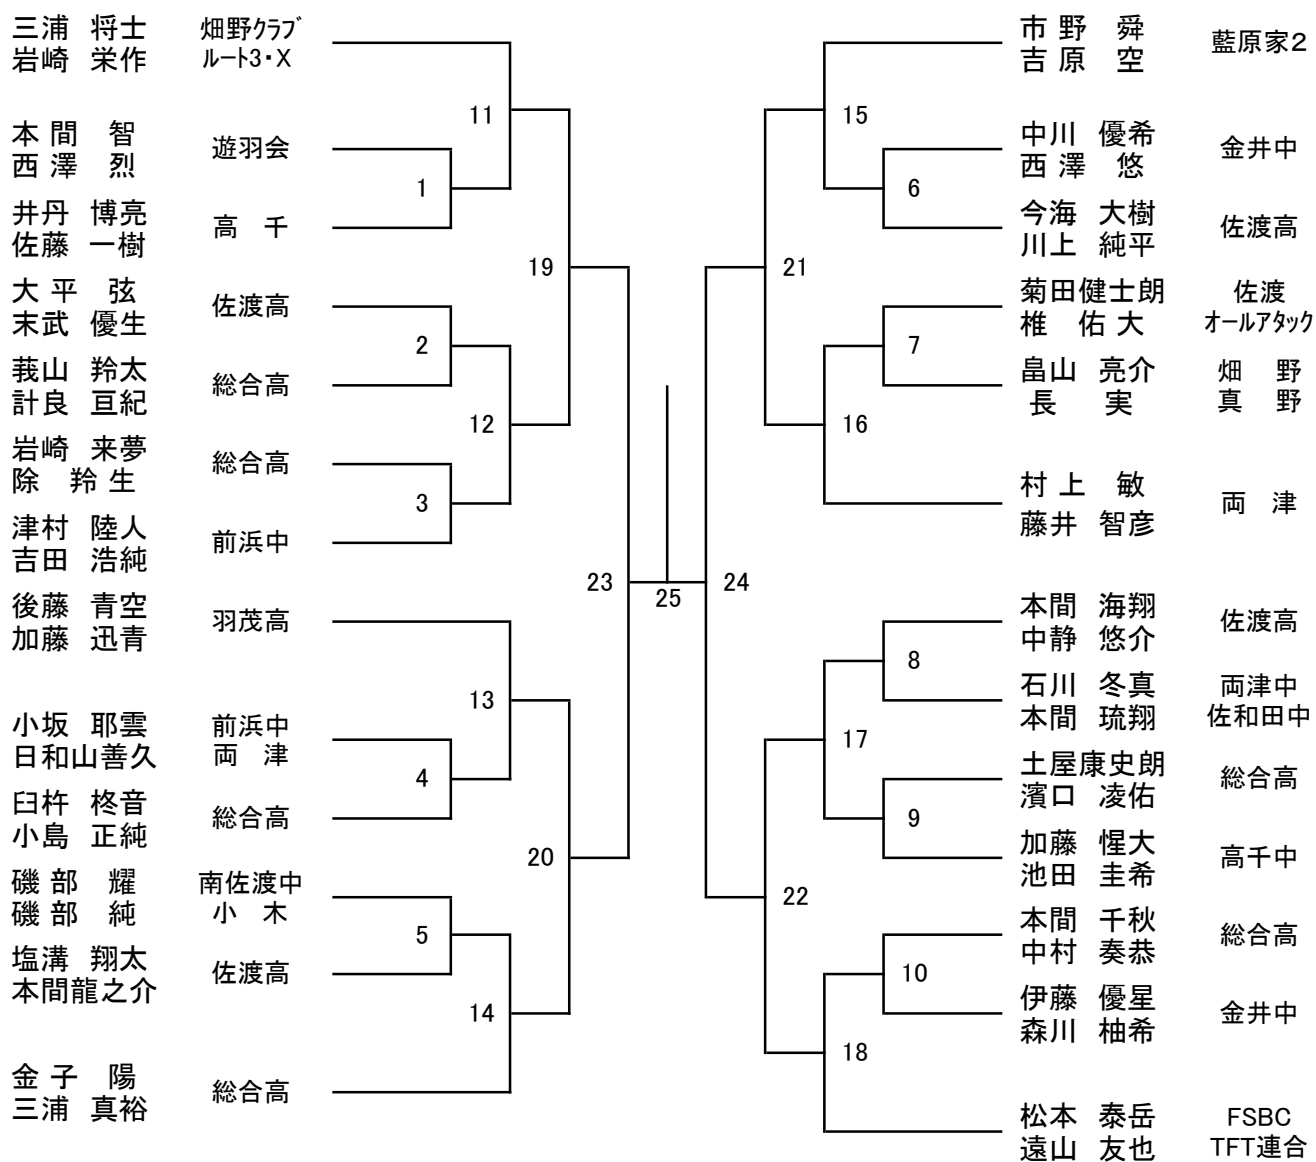 三浦 将士 畑野クラブ
岩崎 栄作 ルート3・X
本間 智 遊羽会
西澤 烈
井丹 博亮 高 千
佐藤 一樹
大平 弦 佐渡高
末武 優生
莪山 羚太 総合高
計良 亘紀
岩崎 来夢 総合高
除 羚生
津村 陸人 前浜中
吉田 浩純
後藤 青空 羽茂高
加藤 迅青
小坂 耶雲 前浜中
日和山善久 両 津
臼杵 柊音 総合高
小島 正純
磯部 耀 南佐渡中
磯部 純 小 木
塩溝 翔太 佐渡高
本間龍之介
金子 陽 総合高
三浦 真裕
11
1
19
2
12
3
23
13
4
20
5
14
25
15
6
21
7
16
24
8
17
9
22
10
18
市野 舜 藍原家2
吉原 空
中川 優希 金井中
西澤 悠
今海 大樹 佐渡高
川上 純平
菊田健士朗 佐渡
椎 佑大 オールアタック
畠山 亮介 畑 野
長 実 真 野
村上 敏 両 津
藤井 智彦
本間 海翔 佐渡高
中静 悠介
石川 冬真 両津中
本間 琉翔 佐和田中
土屋康史朗 総合高
濱口 凌佑
加藤 惺大 高千中
池田 圭希
本間 千秋 総合高
中村 奏恭
伊藤 優星 金井中
森川 柚希
松本 泰岳 FSBC
遠山 友也 TFT連合